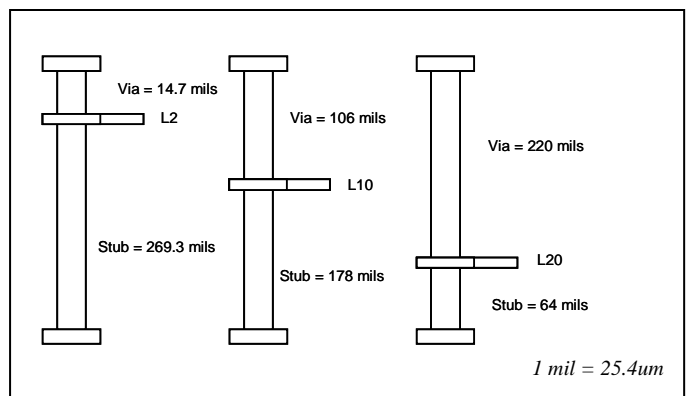 Via = 14.7 mils
L2
Stub = 269.3 mils
Via = 106 mils
L10
Stub = 178 mils
Via = 220 mils
L20
Stub = 64 mils
1 mil = 25.4um